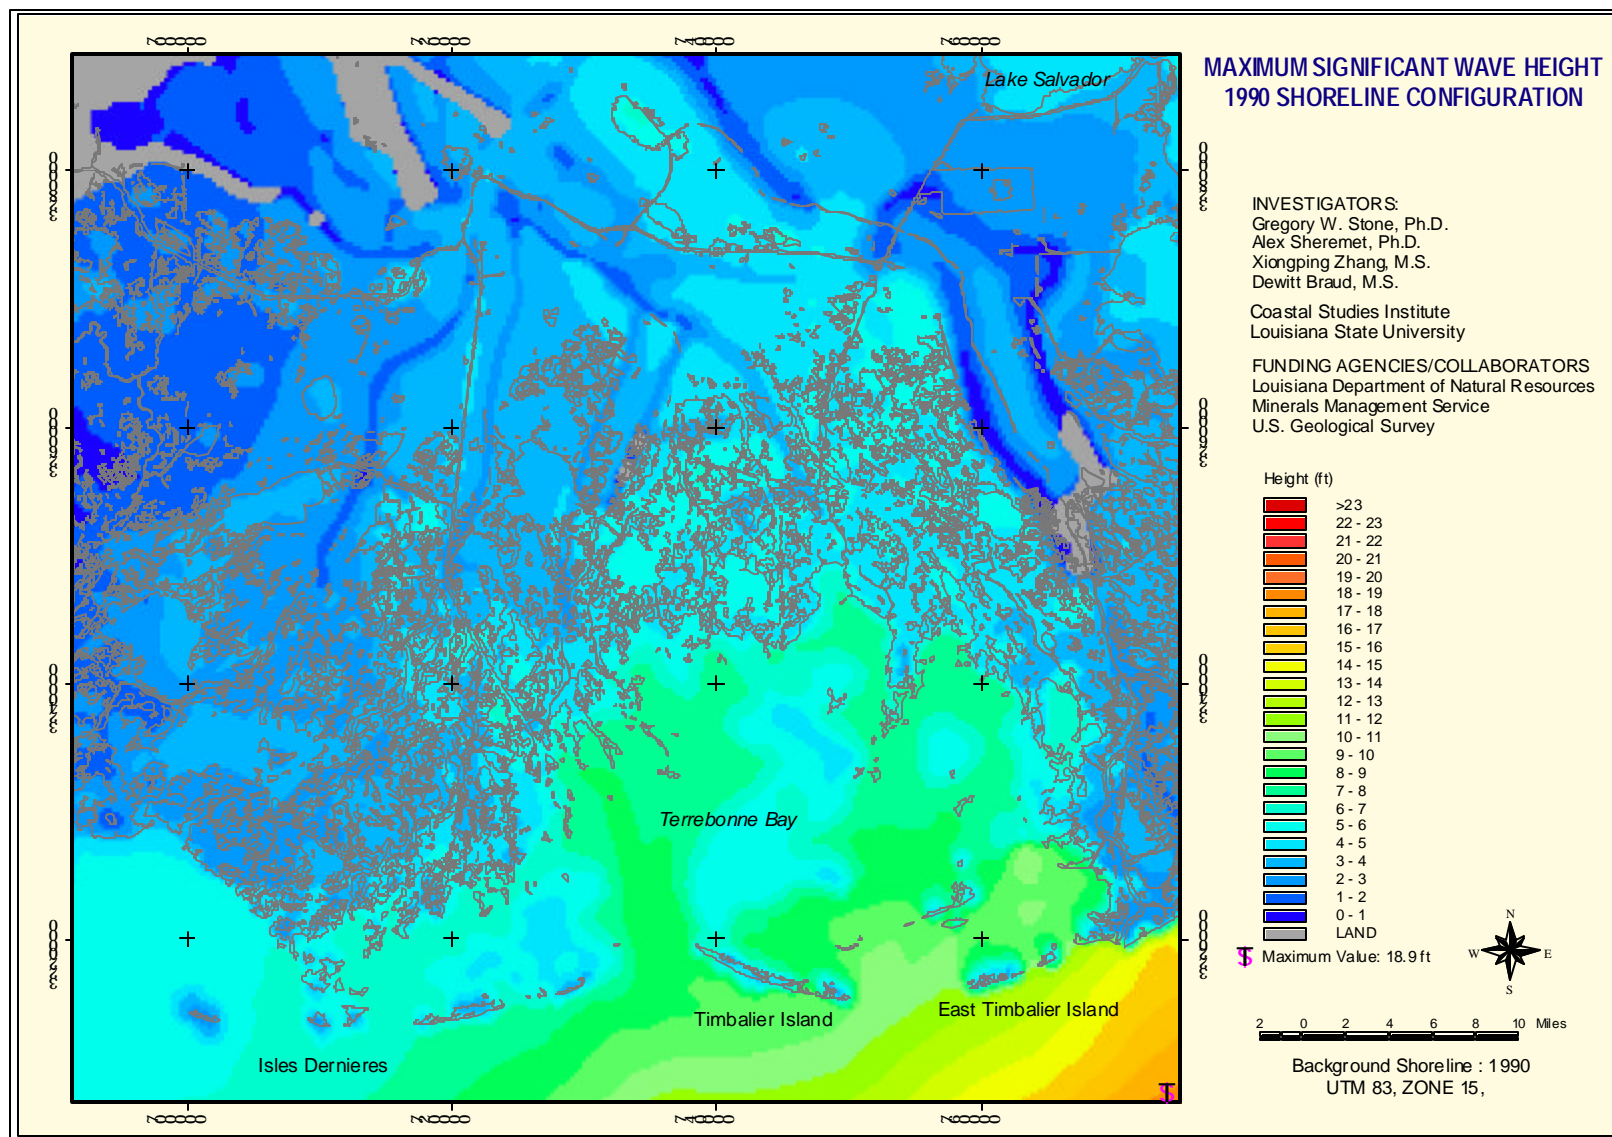 MAXIMUM SIGNIFICANT WAVE HEIGHT
1990 SHORELINE CONFIGURATION
Lake Salvador
INVESTIGATORS:
Gregory W. Stone, Ph.D.
Alex Sheremet, Ph.D.
Xiongping Zhang, M.S.
Dewitt Braud, M.S.
Coastal Studies Institute
Louisiana State University
FUNDING AGENCIES/COLLABORATORS
Louisiana Department of Natural Resources
Minerals Management Service
U.S. Geological Survey
Height (ft)
>23
22 - 23
21 - 22
20 - 21
19 - 20
18 - 19
17 - 18
16 - 17
15 - 16
14 - 15
13 - 14
12 - 13
11 - 12
10 - 11
9 - 10
8 - 9
7 - 8
6 - 7
5 - 6
4 - 5
3 - 4
2 - 3
1 - 2
0 - 1
LAND
Maximum Value: 18.9 ft
N
W E
S
2 0 2 4 6 8 10 Miles
Background Shoreline : 1990
UTM 83, ZONE 15,
Terrebonne Bay
Timbalier Island
East Timbalier Island
Isles Dernieres